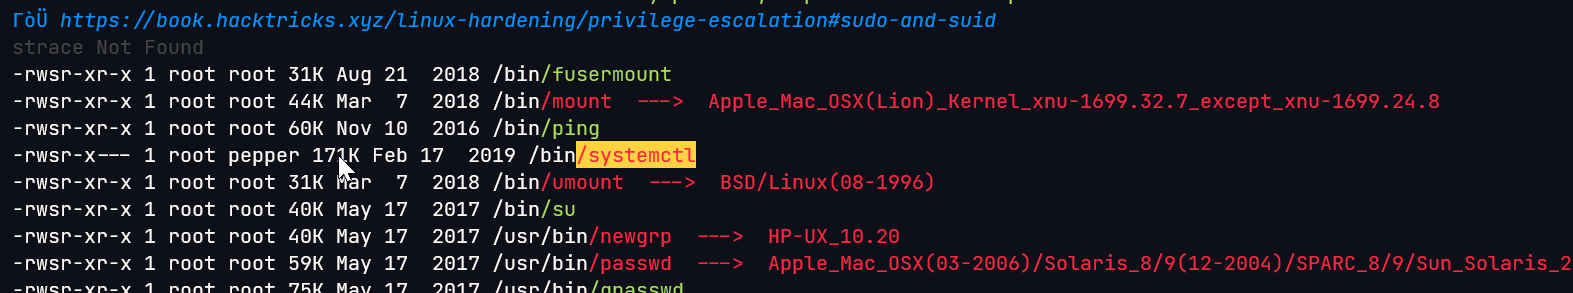 ΓòÜ https://book.hacktricks.xyz/linux-hardening/privilege-escalation#sudo-and-suid
strace Not Found
-rwsr-xr-x 1 root root 31K Aug 21  2018 /bin/fusermount
-rwsr-xr-x 1 root root 44K Mar  7  2018 /bin/mount  --->  Apple_Mac_OSX(Lion)_Kernel_xnu-1699.32.7_except_xnu-1699.24.8
-rwsr-xr-x 1 root root 60K Nov 10  2016 /bin/ping
-rwsr-x--- 1 root pepper 171K Feb 17  2019 /bin/systemctl
-rwsr-xr-x 1 root root 31K Mar  7  2018 /bin/umount  --->  BSD/Linux(08-1996)
-rwsr-xr-x 1 root root 40K May 17  2017 /bin/su
-rwsr-xr-x 1 root root 40K May 17  2017 /usr/bin/newgrp  --->  HP-UX_10.20
-rwsr-xr-x 1 root root 59K May 17  2017 /usr/bin/passwd  --->  Apple_Mac_OSX(03-2006)/Solaris_8/9(12-2004)/SPARC_8/9/Sun_Solaris_2
-rwsr-xr-x 1 root root 75K May 17  2017 /usr/bin/gpasswd